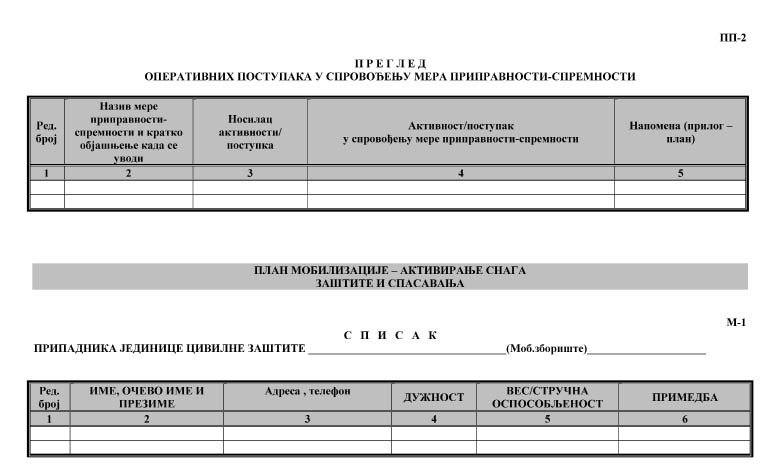 ПП-2
П Р Е Г Л Е Д
ОПЕРАТИВНИХ ПОСТУПАКА У СПРОВОЂЕЊУ МЕРА ПРИПРАВНОСТИ-СПРЕМНОСТИ
Ред.
број
Назив мере
приправности-
спремности и кратко
објашњење када се
уводи
Носилац
активности/
поступка
Активност/поступак
у спровођењу мере приправности-спремности
Напомена (прилог –
план)
1 2 3 4 5
ПЛАН МОБИЛИЗАЦИЈЕ – АКТИВИРАЊЕ СНАГА
ЗАШТИТЕ И СПАСАВАЊА
М-1
С П И С А К
ПРИПАДНИКА ЈЕДИНИЦЕ ЦИВИЛНЕ ЗАШТИТЕ ________________________________(Моб.збориште)___________________
Ред.
број
ИМЕ, ОЧЕВО ИМЕ И
ПРЕЗИМЕ
Адреса , телефон
ДУЖНОСТ
ВЕС/СТРУЧНА
ОСПОСОБЉЕНОСТ
ПРИМЕДБА
1 2 3 4 5 6